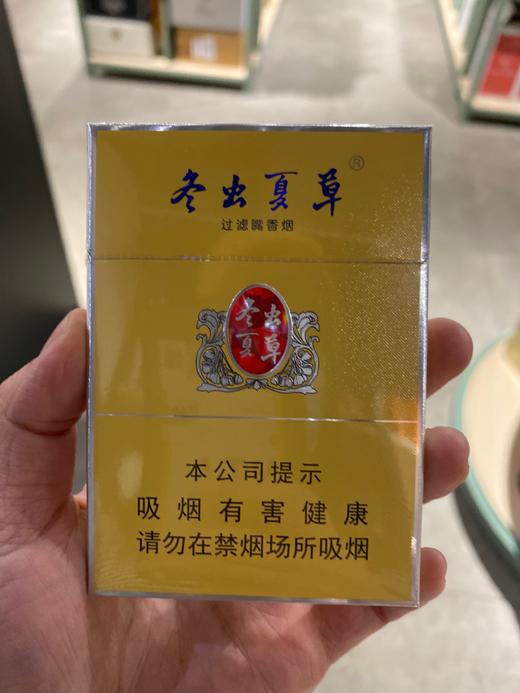 冬虫夏草®
过滤嘴香烟
冬虫
夏草
本公司提示
吸烟有害健康
请勿在禁烟场所吸烟